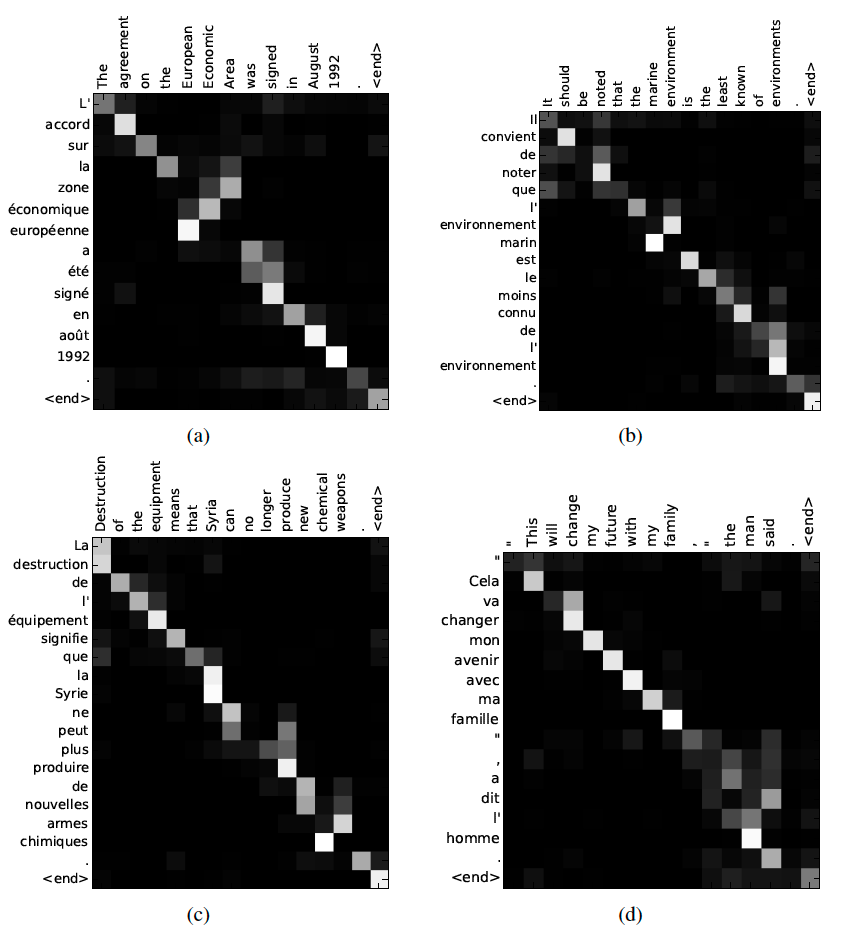 The agreement on the European Economic Area was signed in August 1992 . <end>
L'
accord
sur
la
zone
économique
européenne
a
été
signé
en
août
1992
.
<end>
(a)
It should be noted that the marine environment is the least known of environments . <end>
Il
convient
de
noter
que
l'
environnement
marin
est
le
moins
connu
de
l'
environnement
.
<end>
(b)
Destruction of the equipment means that Syria can no longer produce new chemical weapons . <end>
La
destruction
de
l'
équipement
signifie
que
la
Syrie
ne
peut
plus
produire
de
nouvelles
armes
chimiques
.
<end>
(c)
" This will change my future with my family , " the man said . <end>
"
Cela
va
changer
mon
avenir
avec
ma
famille
"
,
a
dit
l'
homme
.
<end>
(d)